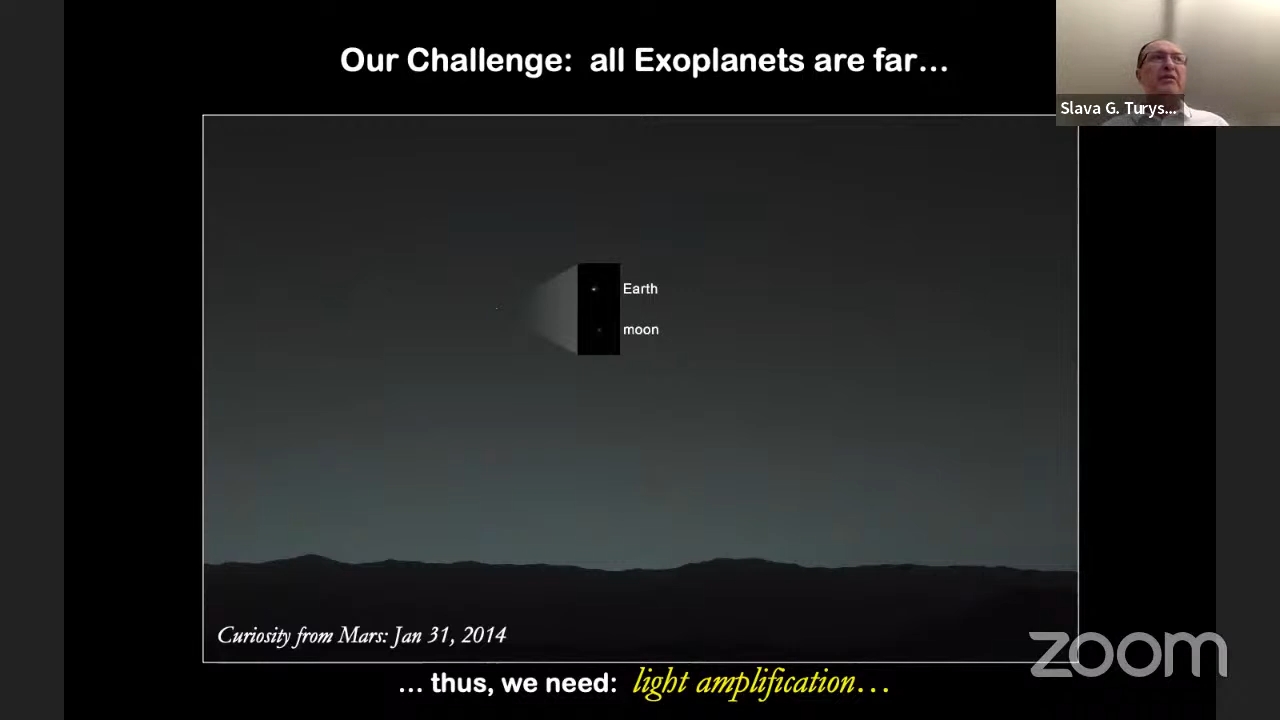 Our Challenge: all Exoplanets are far...
Slava G. Turys...
Earth
moon
Curiosity from Mars: Jan 31, 2014
zoom
... thus, we need: light amplification...